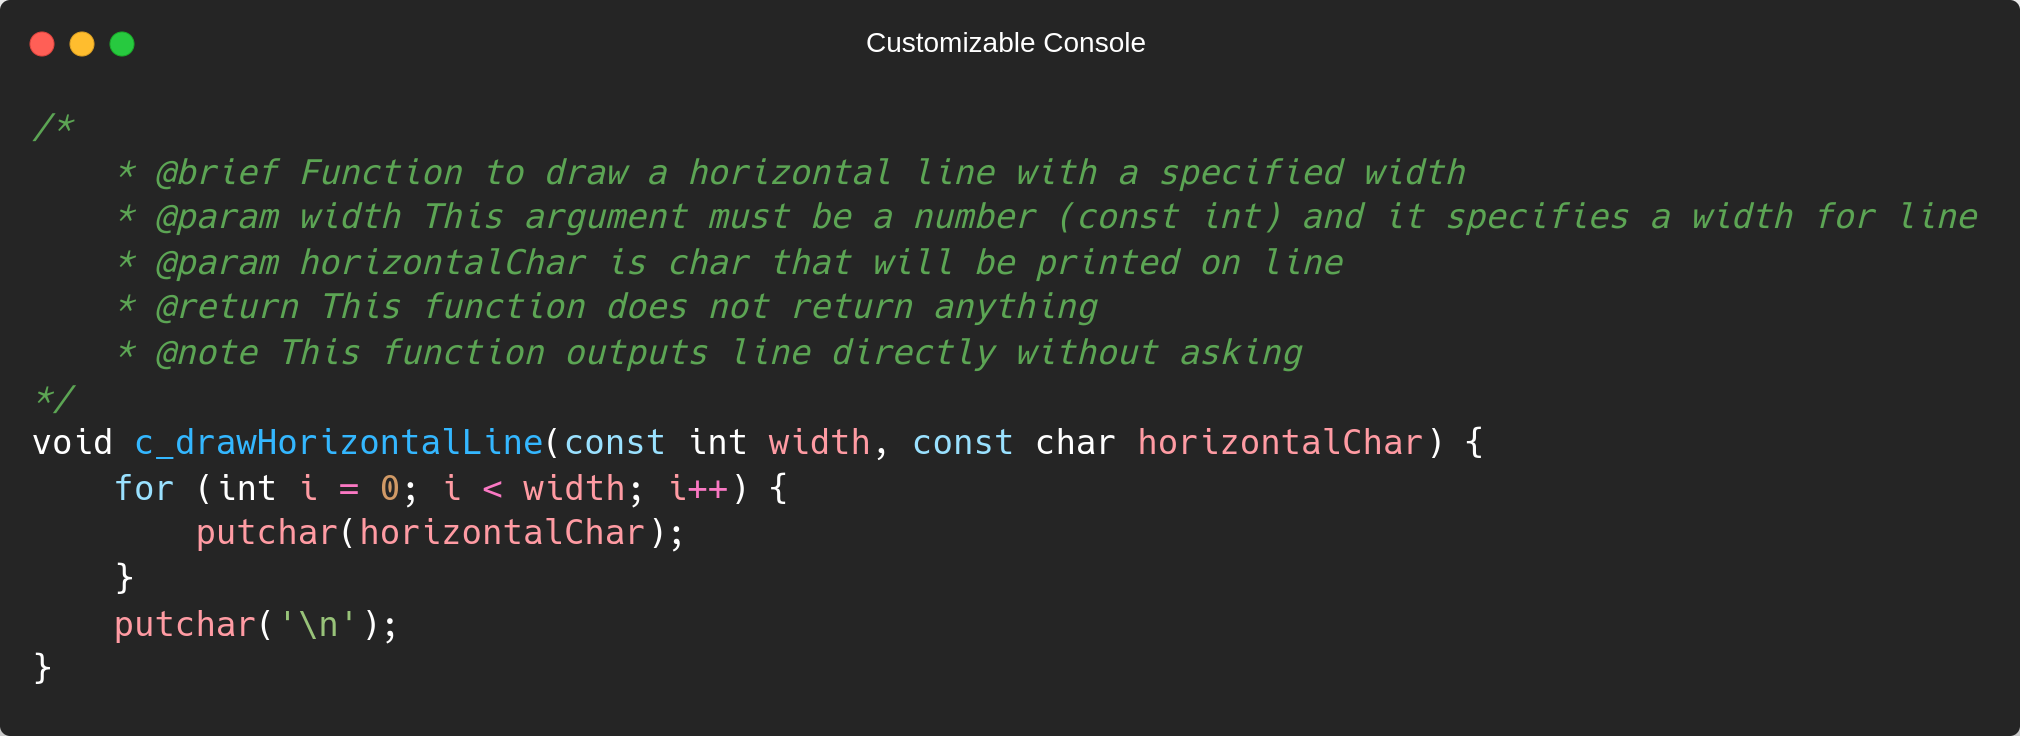 Customizable Console
/*
    * @brief Function to draw a horizontal line with a specified width
    * @param width This argument must be a number (const int) and it specifies a width for line
    * @param horizontalChar is char that will be printed on line
    * @return This function does not return anything
    * @note This function outputs line directly without asking
*/
void c_drawHorizontalLine(const int width, const char horizontalChar) {
    for (int i = 0; i < width; i++) {
        putchar(horizontalChar);
    }
    putchar('\n');
}